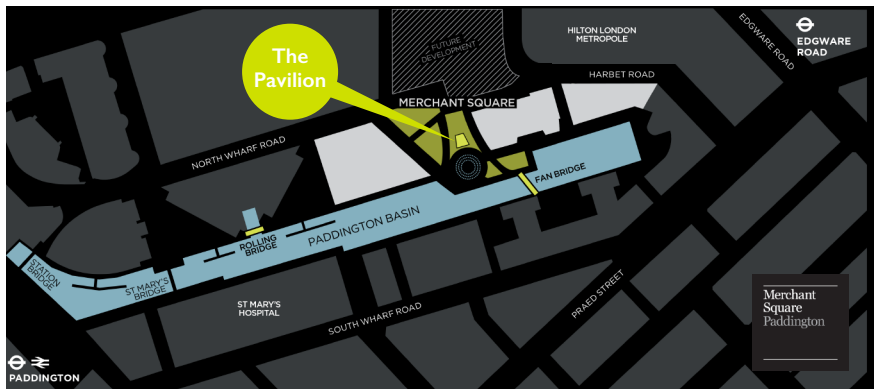 The
Pavilion
FUTURE
DEVELOPMENT
HILTON LONDON
METROPOLE
EDGWARE ROAD
EDGWARE
ROAD
HARBET ROAD
MERCHANT SQUARE
NORTH WHARF ROAD
FAN BRIDGE
PADDINGTON BASIN
ROLLING
BRIDGE
STATION
BRIDGE
ST MARY'S
BRIDGE
ST MARY'S
HOSPITAL
SOUTH WHARF ROAD
PRAED STREET
Merchant
Square
Paddington
PADDINGTON